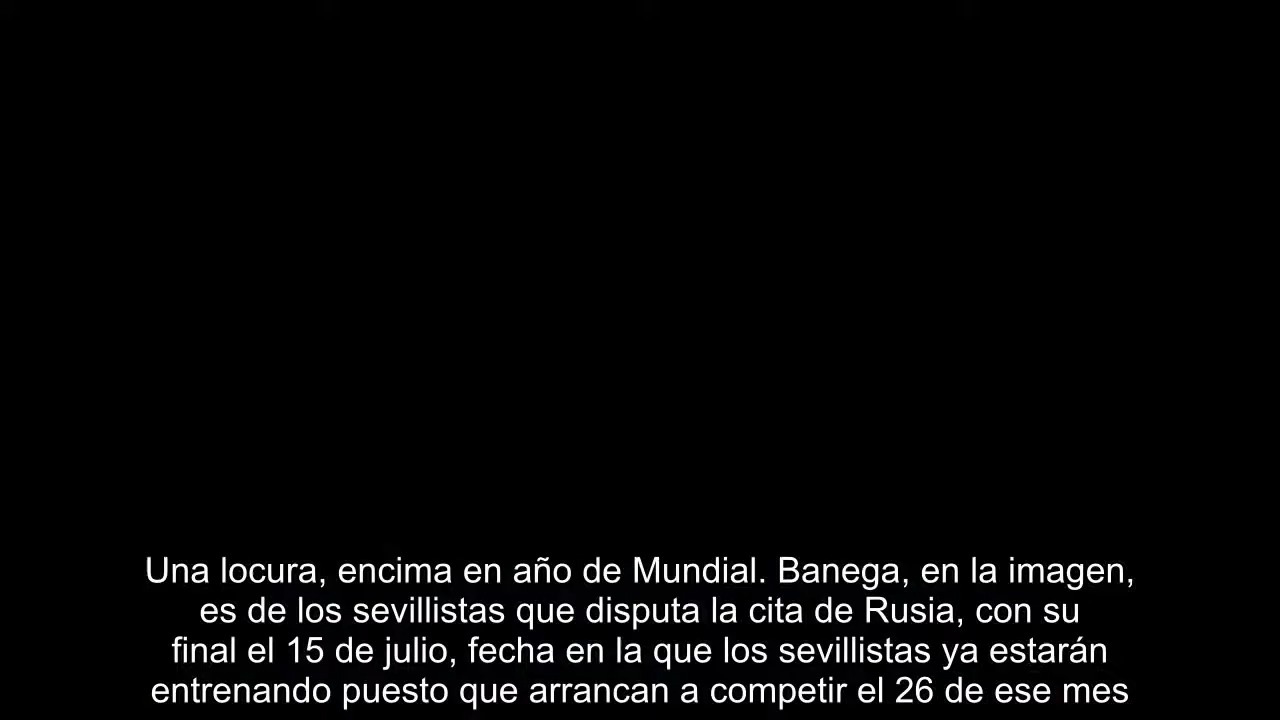 Una locura, encima en año de Mundial. Banega, en la imagen,
es de los sevillistas que disputa la cita de Rusia, con su
final el 15 de julio, fecha en la que los sevillistas ya estarán
entrenando puesto que arrancan a competir el 26 de ese mes